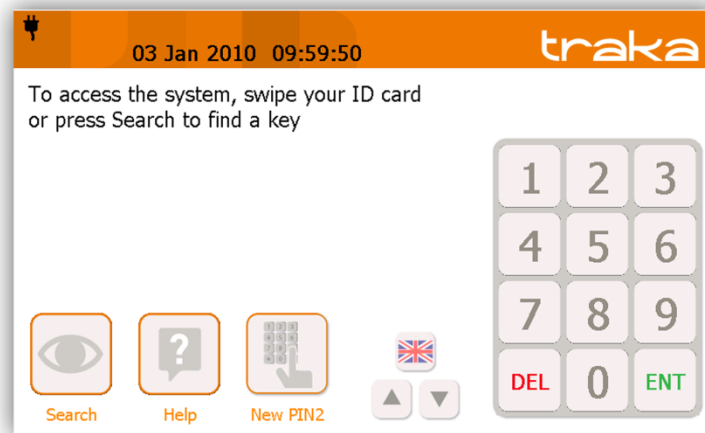 03 Jan 2010 09:59:50
traka
To access the system, swipe your ID card
or press Search to find a key
1 2 3
4 5 6
7 8 9
DEL 0 ENT
?
Search Help New PIN2